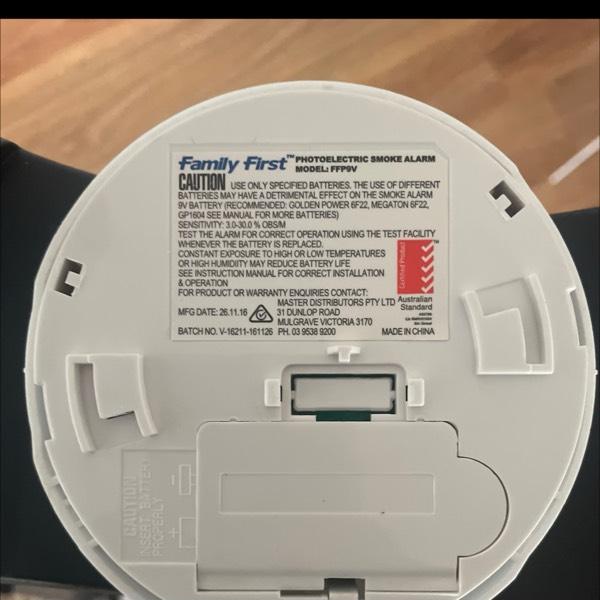 Family First™ PHOTOELECTRIC SMOKE ALARM
MODEL: FFP9V
CAUTION USE ONLY SPECIFIED BATTERIES. THE USE OF DIFFERENT
BATTERIES MAY HAVE A DETRIMENTAL EFFECT ON THE SMOKE ALARM
9V BATTERY (RECOMMENDED: GOLDEN POWER 6F22, MEGATON 6F22,
GP1604 SEE MANUAL FOR MORE BATTERIES)
SENSITIVITY: 3.0-30.0 % OBS/M
TEST THE ALARM FOR CORRECT OPERATION USING THE TEST FACILITY
WHENEVER THE BATTERY IS REPLACED.
CONSTANT EXPOSURE TO HIGH OR LOW TEMPERATURES
OR HIGH HUMIDITY MAY REDUCE BATTERY LIFE
SEE INSTRUCTION MANUAL FOR CORRECT INSTALLATION
& OPERATION
FOR PRODUCT OR WARRANTY ENQUIRIES CONTACT:
MASTER DISTRIBUTORS PTY LTD
MFG DATE: 26.11.16 31 DUNLOP ROAD
MULGRAVE VICTORIA 3170
BATCH NO. V-16211-161126 PH. 03 9538 9200 MADE IN CHINA
Certified Product
Australian
Standard
CAUTION
INSERT BATTERY
PROPERLY